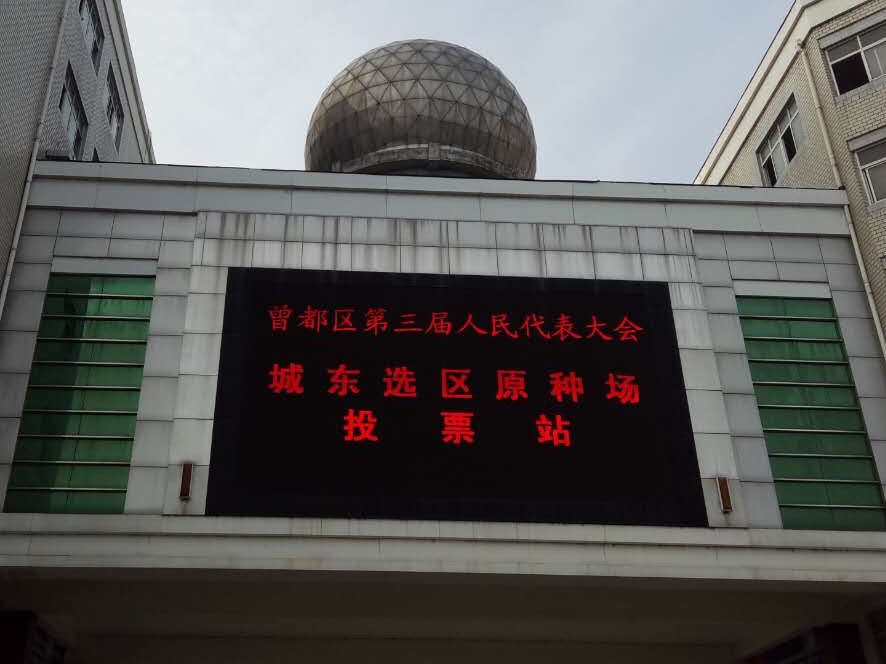 曾都区第三届人民代表大会
城东选区原种场
投票站